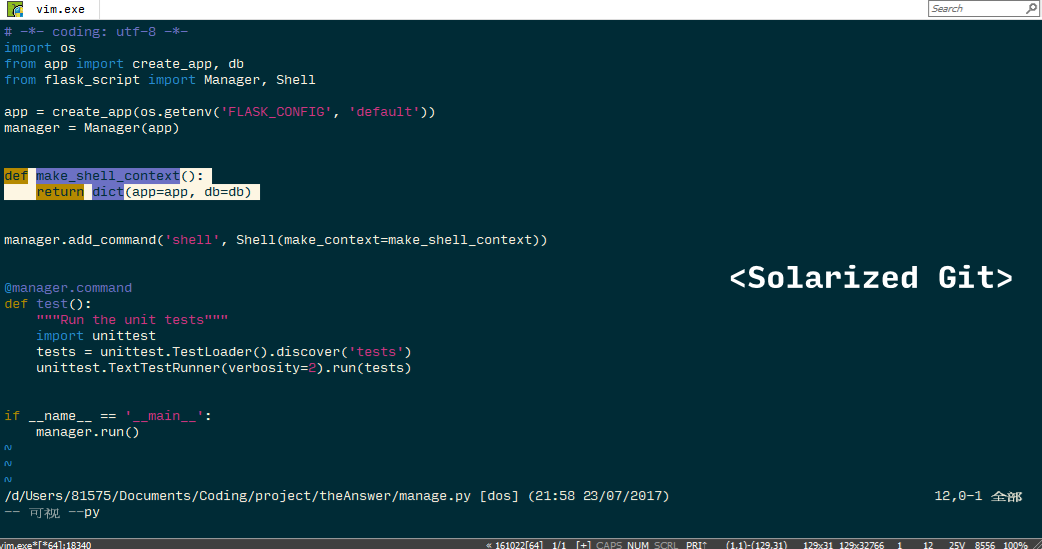 vim.exe
Search
# -*- coding: utf-8 -*-
import os
from app import create_app, db
from flask_script import Manager, Shell
app = create_app(os.getenv('FLASK_CONFIG', 'default'))
manager = Manager(app)
def make_shell_context():
    return dict(app=app, db=db)
manager.add_command('shell', Shell(make_context=make_shell_context))
<Solarized Git>
@manager.command
def test():
    """Run the unit tests"""
    import unittest
    tests = unittest.TestLoader().discover('tests')
    unittest.TextTestRunner(verbosity=2).run(tests)
if __name__ == '__main__':
    manager.run()
~
~
~
/d/Users/81575/Documents/Coding/project/theAnswer/manage.py [dos] (21:58 23/07/2017) 12,0-1 全部
-- 可视 --py
vim.exe*[*64]:18340 « 161022[64] 1/1 [+] CAPS NUM SCRL PRI↑ (1,1)-(129,31) 129x31 129x32766 1 12 25V 8556 100%